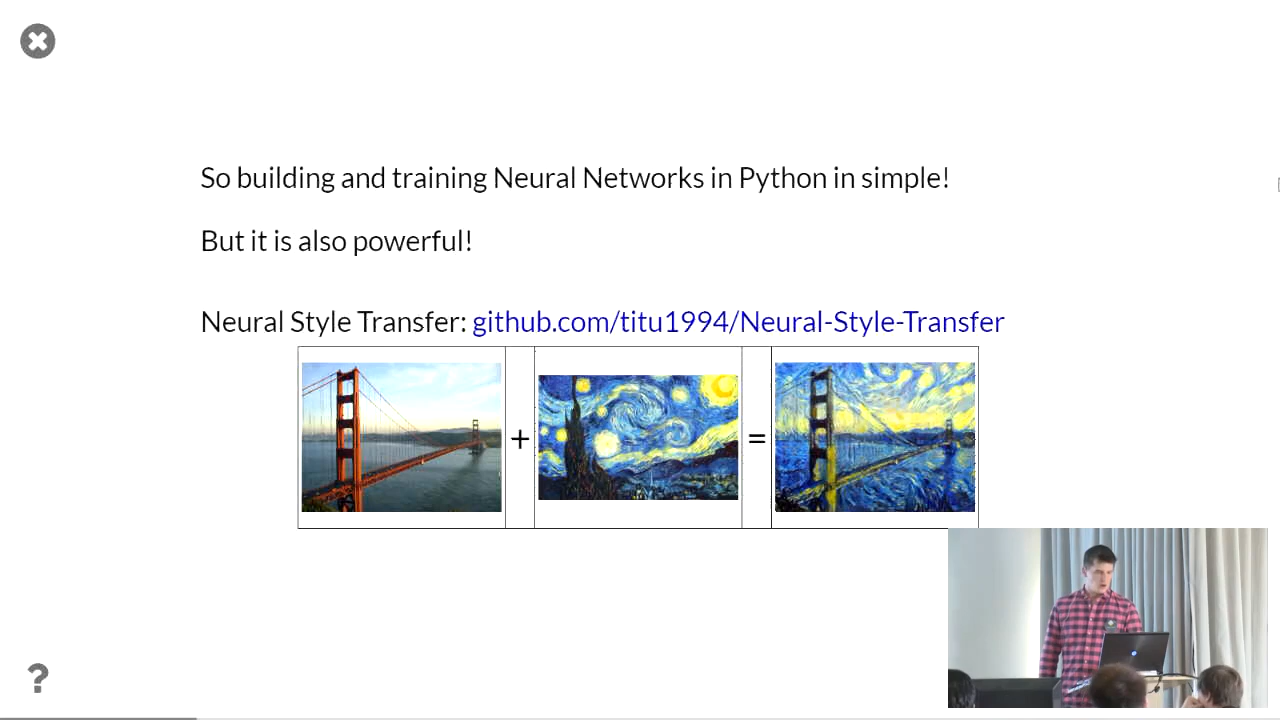 So building and training Neural Networks in Python in simple!
But it is also powerful!
Neural Style Transfer: github.com/titu1994/Neural-Style-Transfer
+ =
?